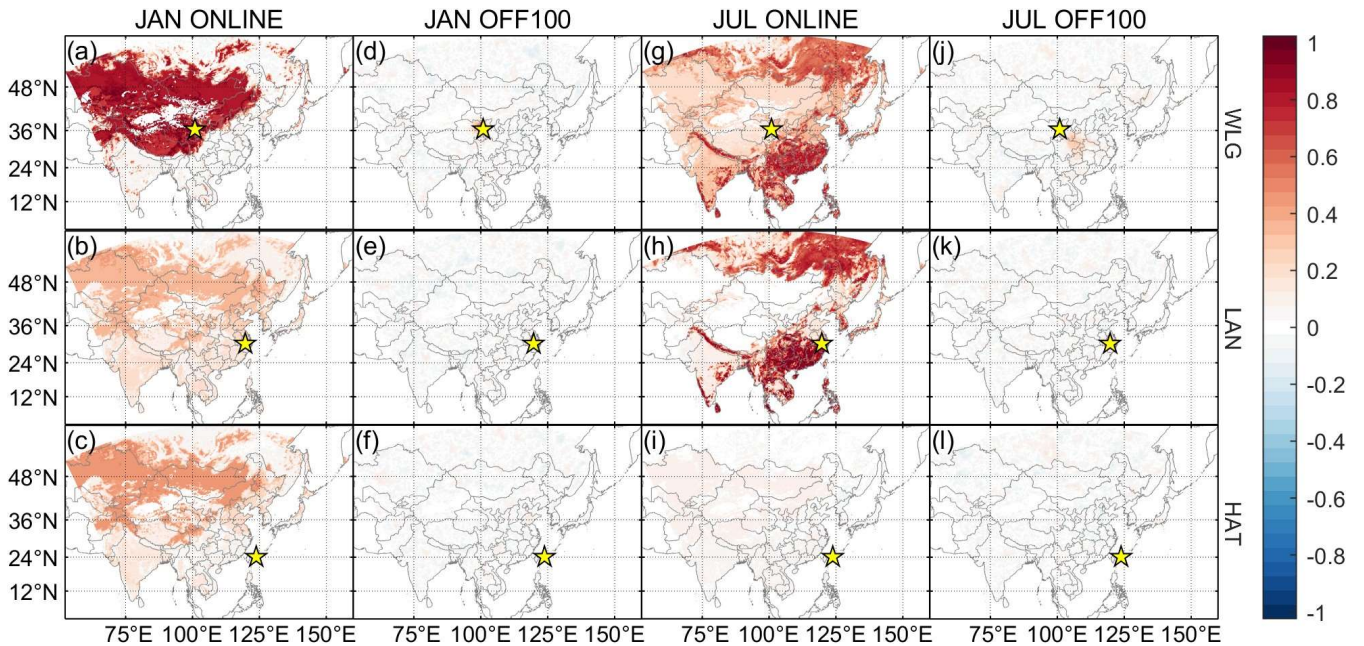 JAN ONLINE JAN OFF100 JUL ONLINE JUL OFF100
(a) (d) (g) (j)
48°N
36°N
24°N
12°N
WLG
(b) (e) (h) (k)
48°N
36°N
24°N
12°N
LAN
(c) (f) (i) (l)
48°N
36°N
24°N
12°N
HAT
75°E 100°E 125°E 150°E 75°E 100°E 125°E 150°E 75°E 100°E 125°E 150°E 75°E 100°E 125°E 150°E
1
0.8
0.6
0.4
0.2
0
-0.2
-0.4
-0.6
-0.8
-1